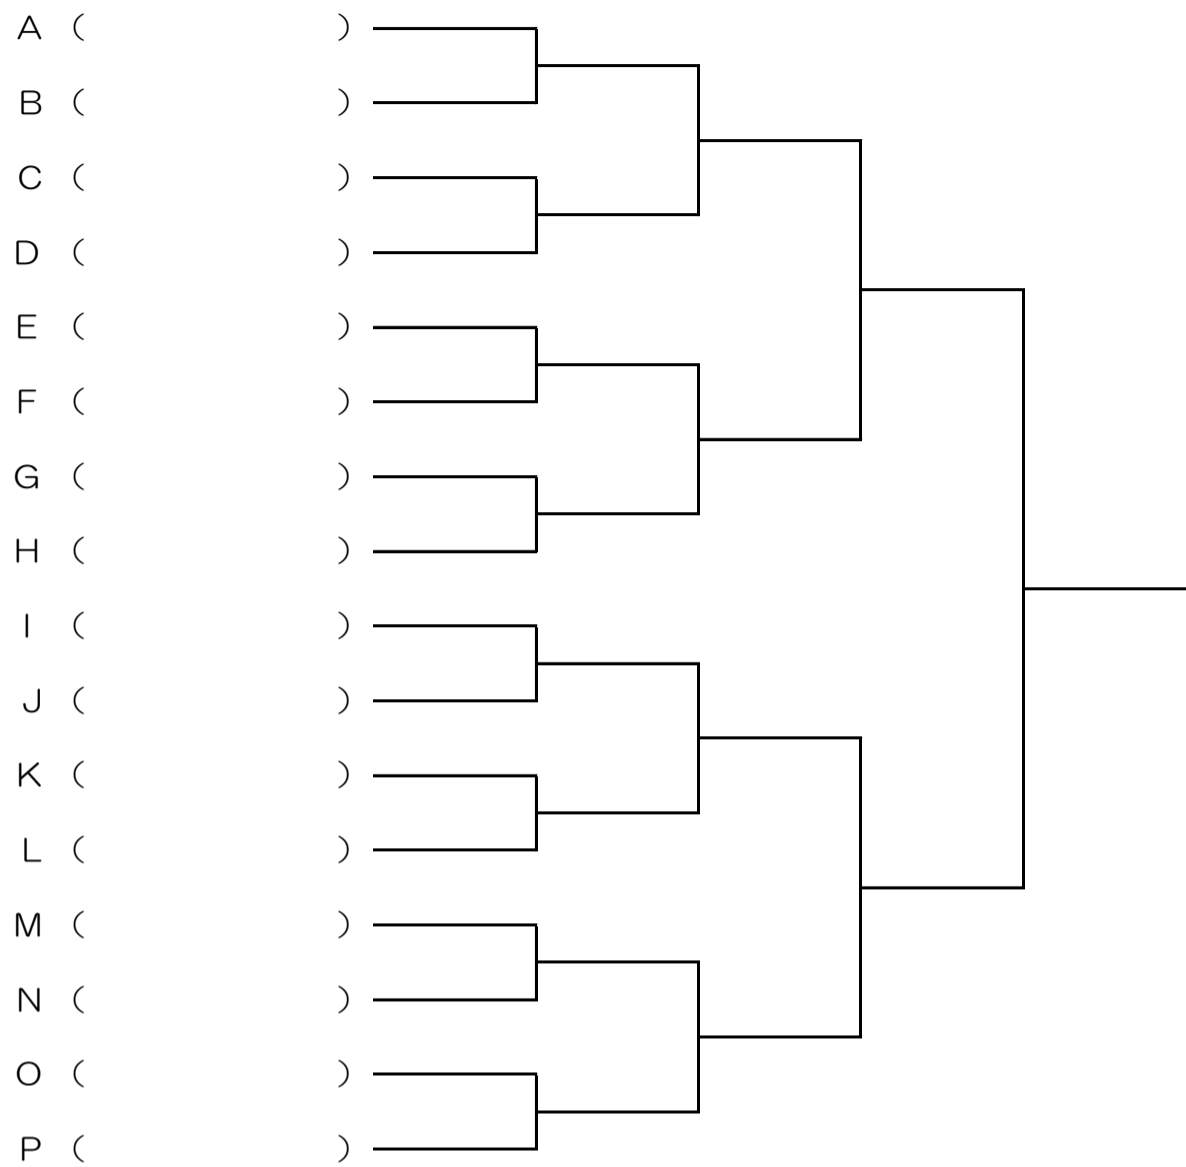 A (                    )
B (                    )
C (                    )
D (                    )
E (                    )
F (                    )
G (                    )
H (                    )
I (                    )
J (                    )
K (                    )
L (                    )
M (                    )
N (                    )
O (                    )
P (                    )